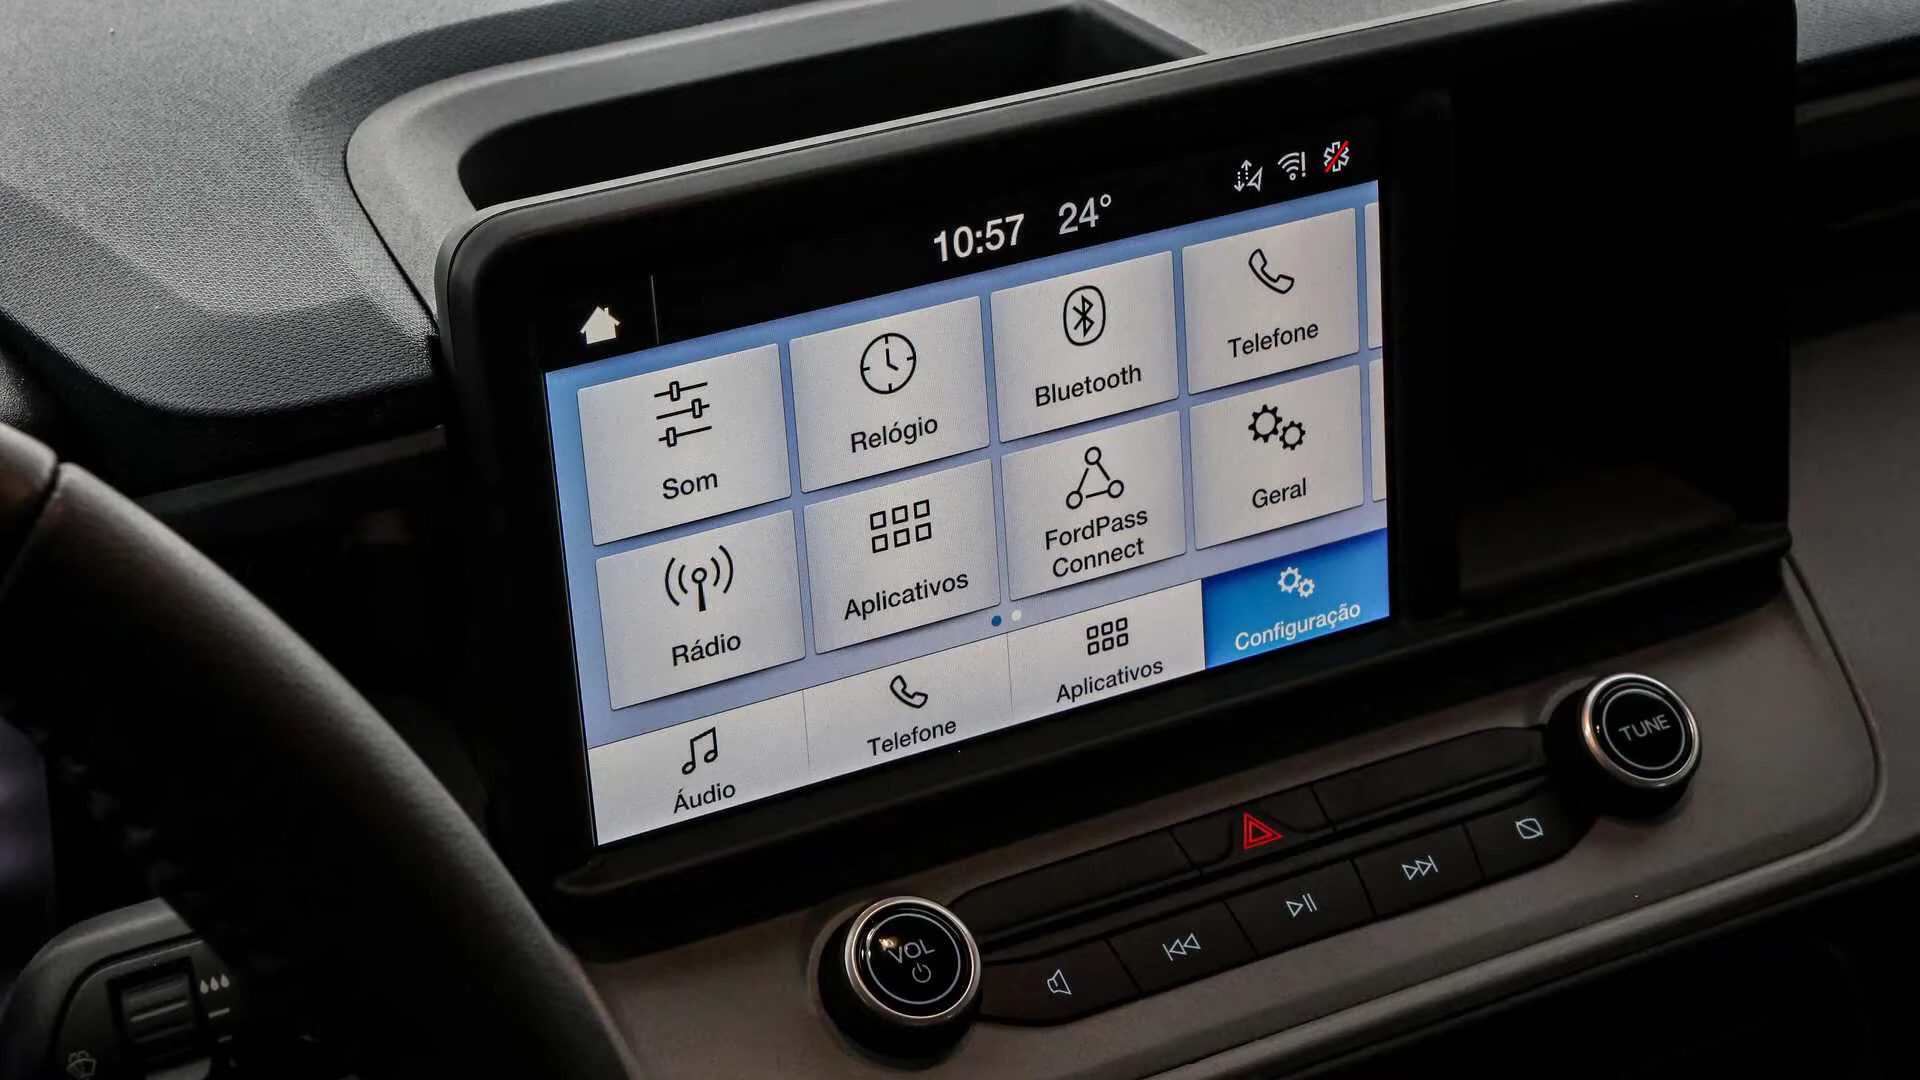 10:57 24°
Som
Relógio
Bluetooth
Telefone
Rádio
Aplicativos
FordPass
Connect
Geral
Áudio
Telefone
Aplicativos
Configuração
VOL
TUNE